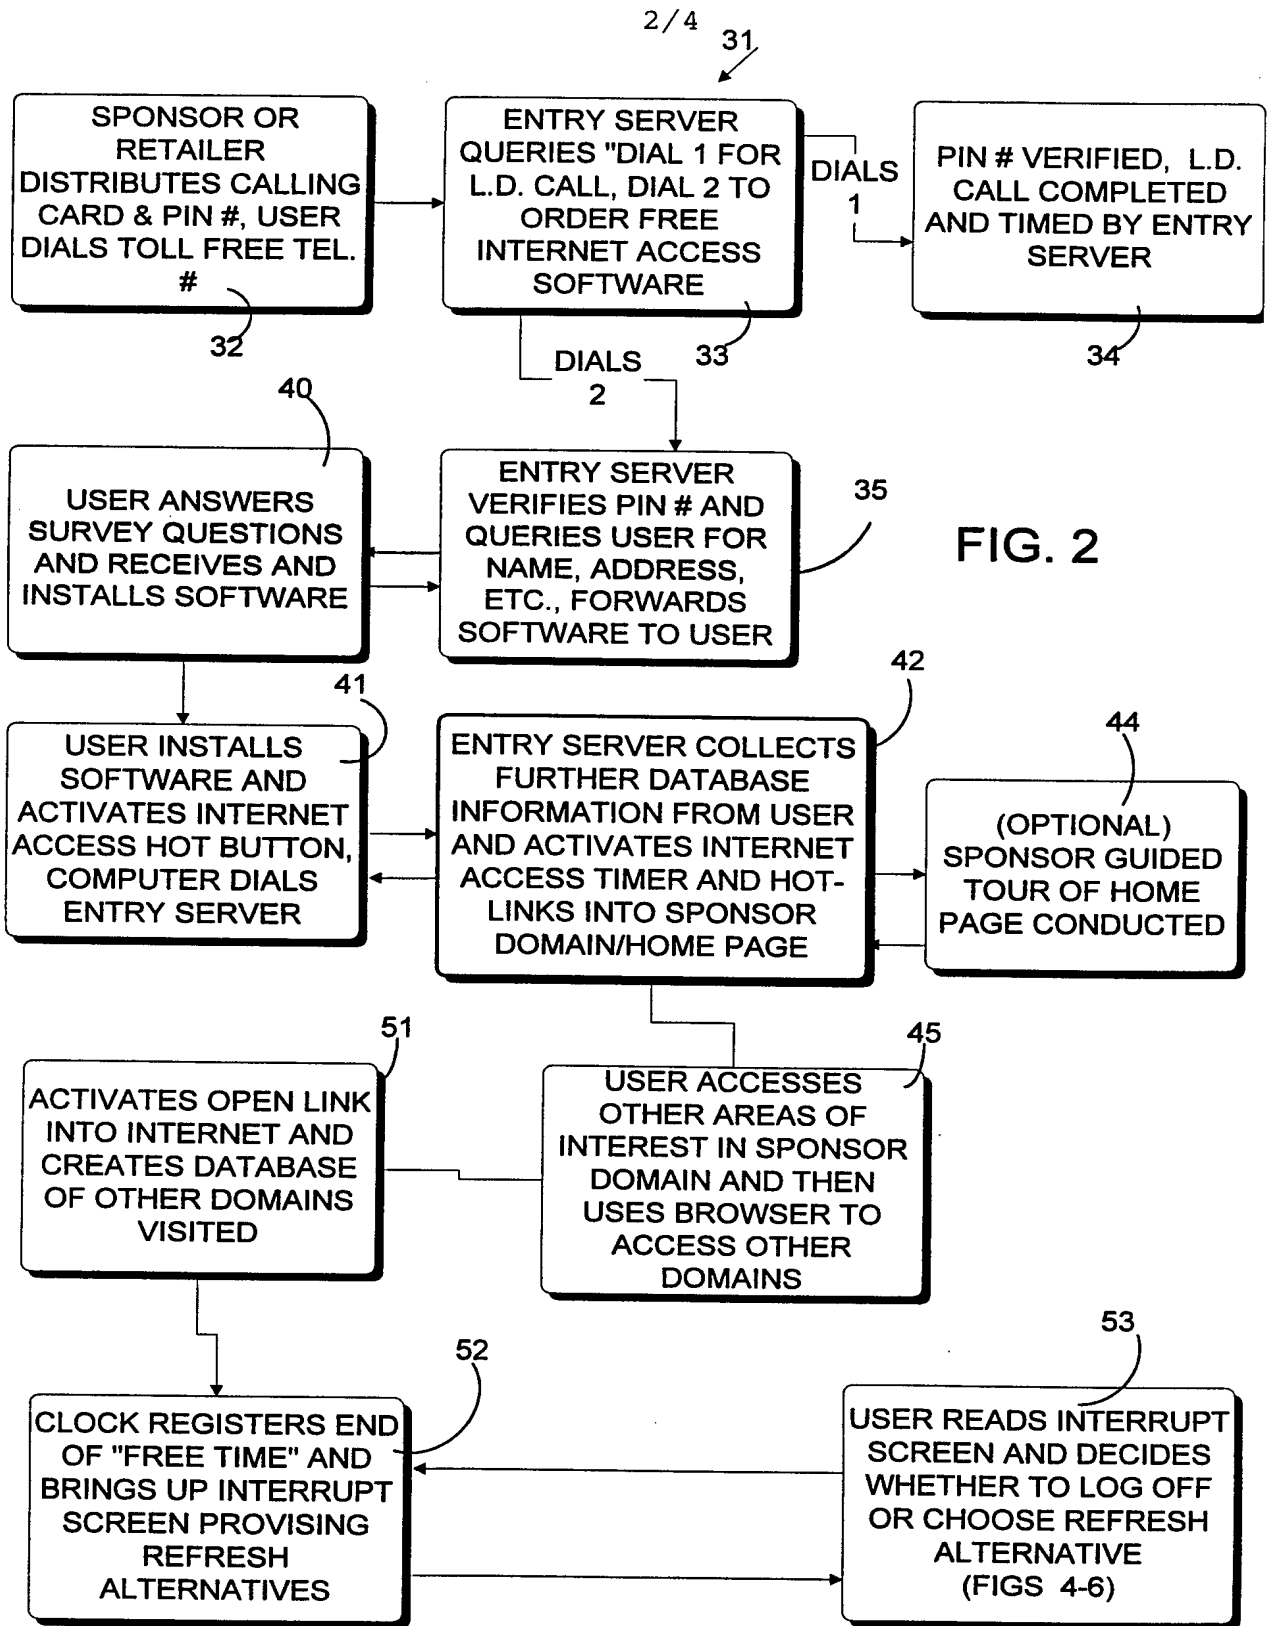 2/4
31
SPONSOR OR
RETAILER
DISTRIBUTES CALLING
CARD & PIN #, USER
DIALS TOLL FREE TEL.
#
32
ENTRY SERVER
QUERIES "DIAL 1 FOR
L.D. CALL, DIAL 2 TO
ORDER FREE
INTERNET ACCESS
SOFTWARE
33
DIALS
1
PIN # VERIFIED, L.D.
CALL COMPLETED
AND TIMED BY ENTRY
SERVER
34
DIALS
2
40
USER ANSWERS
SURVEY QUESTIONS
AND RECEIVES AND
INSTALLS SOFTWARE
ENTRY SERVER
VERIFIES PIN # AND
QUERIES USER FOR
NAME, ADDRESS,
ETC., FORWARDS
SOFTWARE TO USER
35
FIG. 2
41
USER INSTALLS
SOFTWARE AND
ACTIVATES INTERNET
ACCESS HOT BUTTON,
COMPUTER DIALS
ENTRY SERVER
42
ENTRY SERVER COLLECTS
FURTHER DATABASE
INFORMATION FROM USER
AND ACTIVATES INTERNET
ACCESS TIMER AND HOT-
LINKS INTO SPONSOR
DOMAIN/HOME PAGE
44
(OPTIONAL)
SPONSOR GUIDED
TOUR OF HOME
PAGE CONDUCTED
51
ACTIVATES OPEN LINK
INTO INTERNET AND
CREATES DATABASE
OF OTHER DOMAINS
VISITED
45
USER ACCESSES
OTHER AREAS OF
INTEREST IN SPONSOR
DOMAIN AND THEN
USES BROWSER TO
ACCESS OTHER
DOMAINS
52
CLOCK REGISTERS END
OF "FREE TIME" AND
BRINGS UP INTERRUPT
SCREEN PROVISING
REFRESH
ALTERNATIVES
53
USER READS INTERRUPT
SCREEN AND DECIDES
WHETHER TO LOG OFF
OR CHOOSE REFRESH
ALTERNATIVE
(FIGS 4-6)